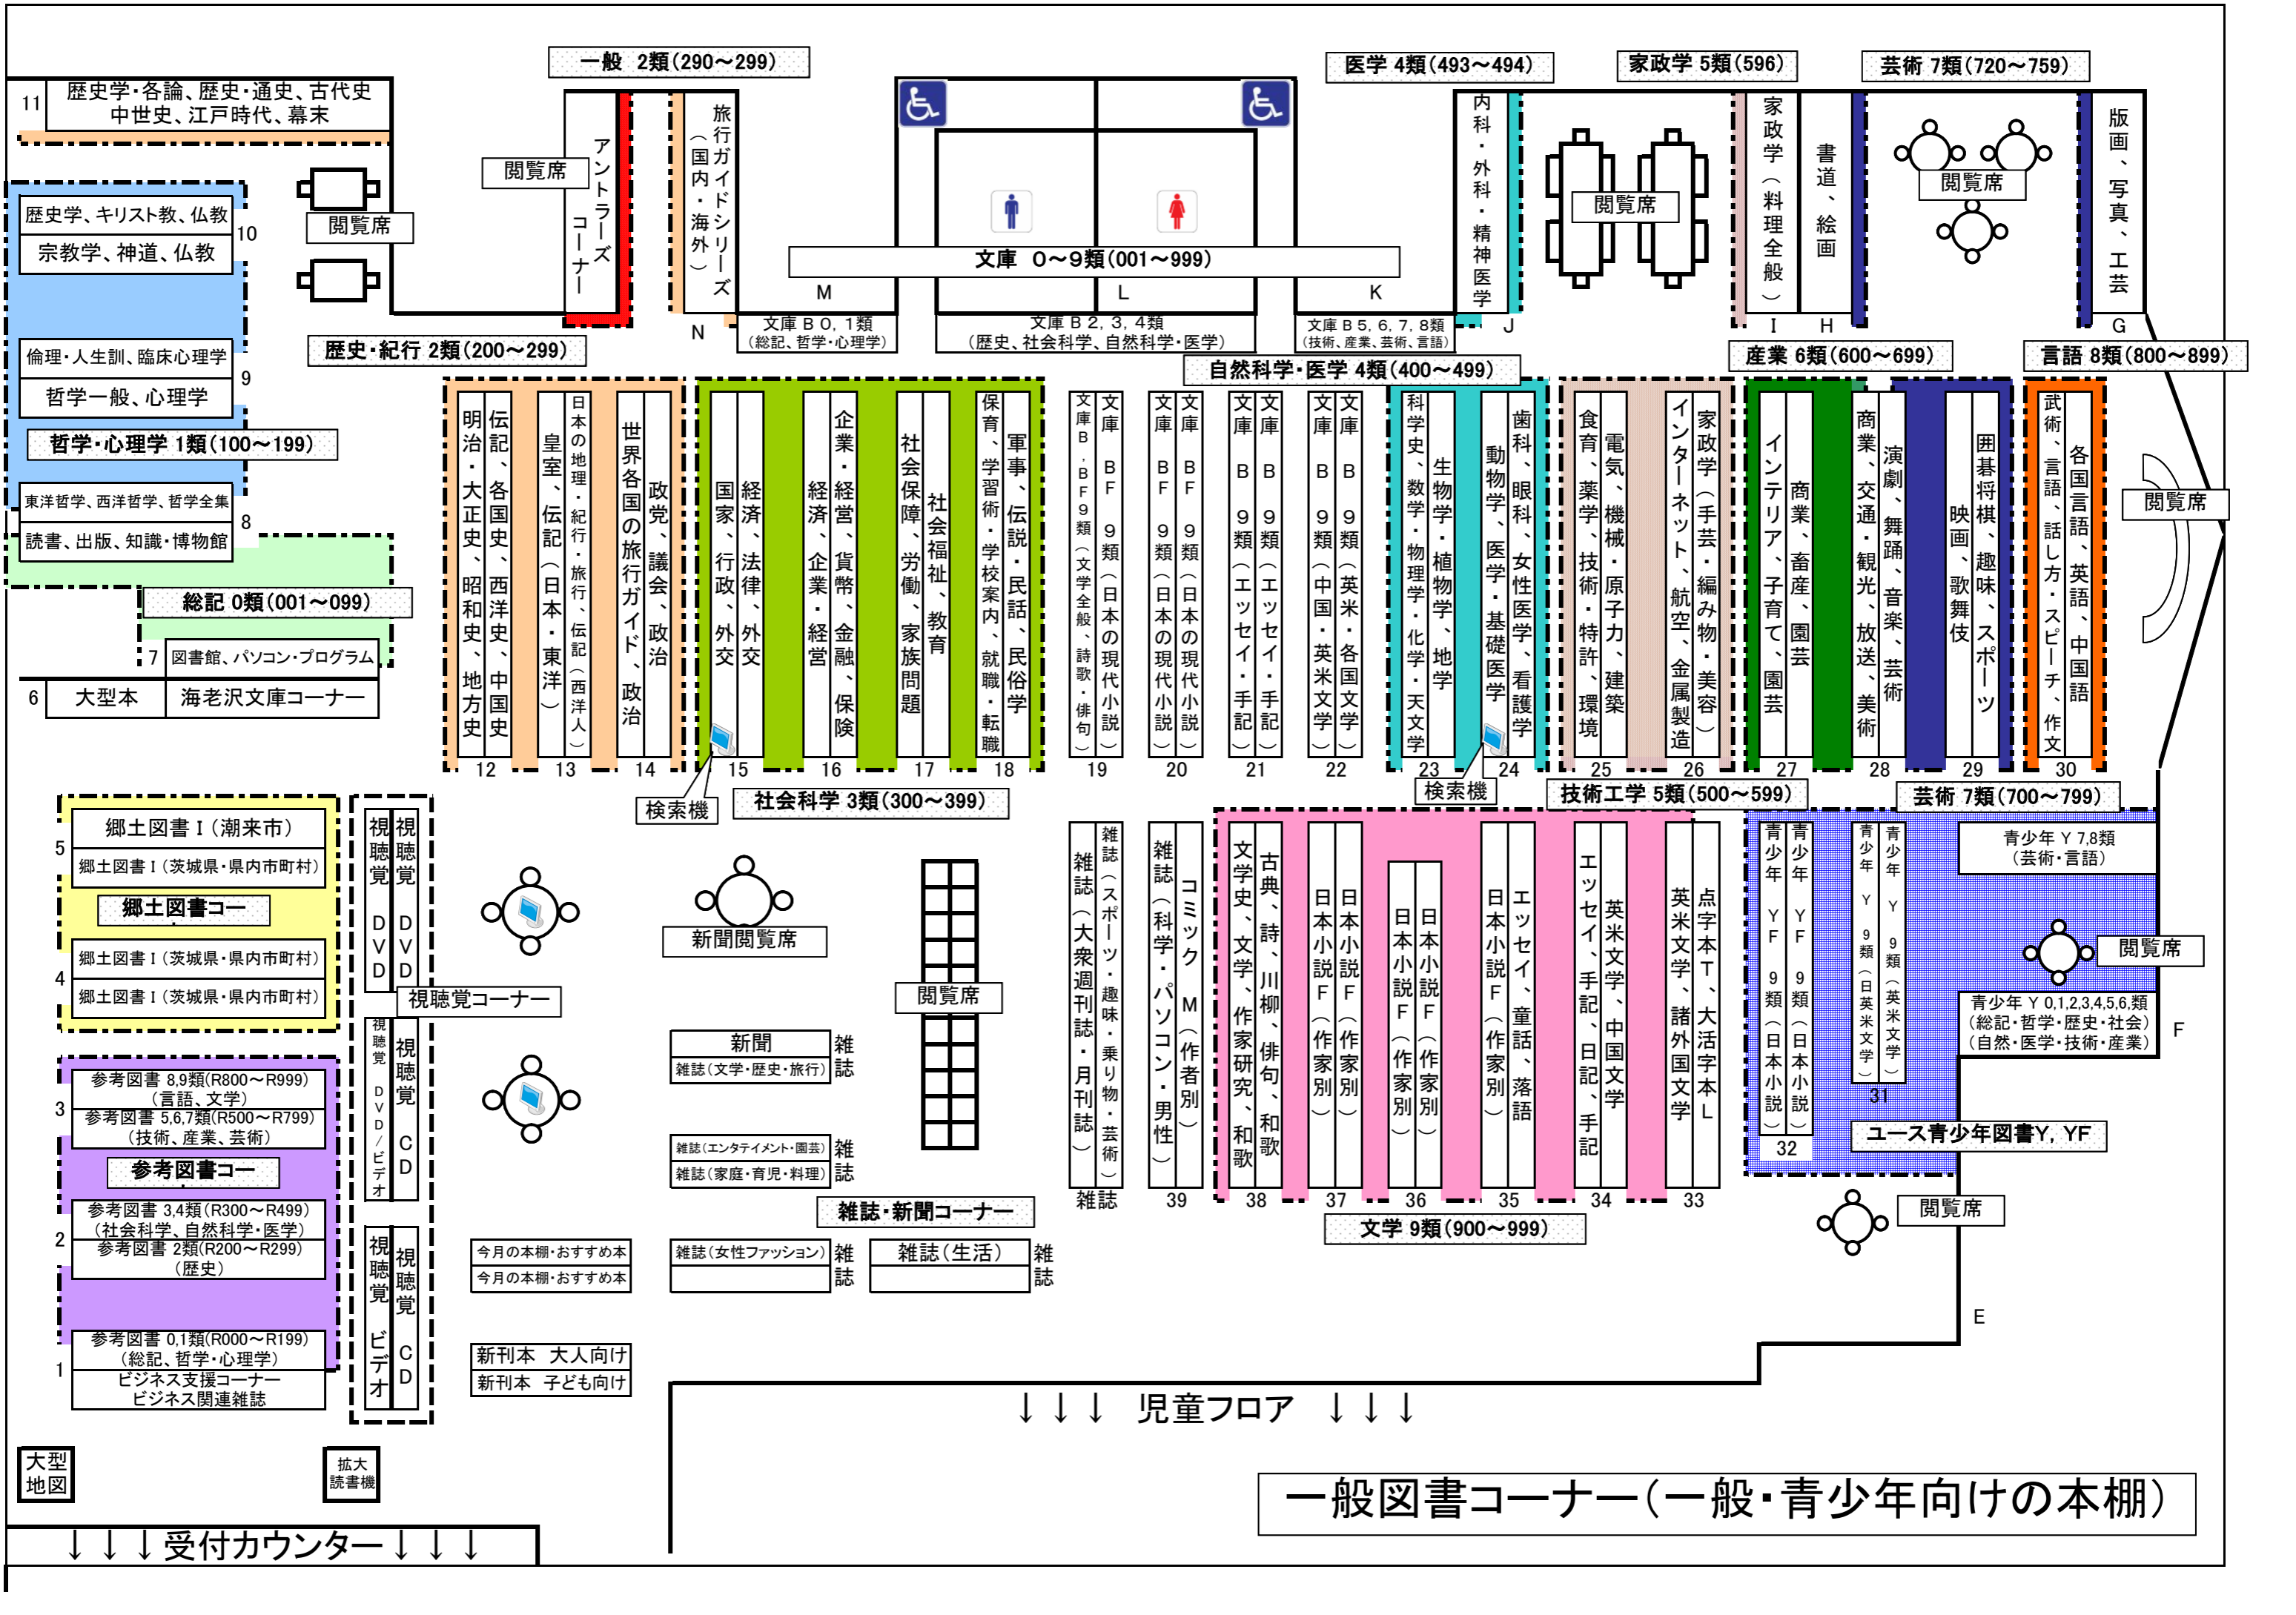 一般 2類(290～299)
医学 4類(493～494)
家政学 5類(596)
芸術 7類(720～759)
11
歴史学・各論、歴史・通史、古代史
中世史、江戸時代、幕末
閲覧席
アントラーズ
コーナー
旅行ガイドシリーズ
（国内・海外）
N
内科・外科・精神医学
J
閲覧席
家政学（料理全般）
I
書道、絵画
H
閲覧席
版画、写真、工芸
G
歴史学、キリスト教、仏教
宗教学、神道、仏教
10
閲覧席
文庫 0～9類(001～999)
M
L
K
文庫 B 0, 1類
(総記、哲学・心理学)
文庫 B 2, 3, 4類
(歴史、社会科学、自然科学・医学)
文庫 B 5, 6, 7, 8類
(技術、産業、芸術、言語)
倫理・人生訓、臨床心理学
哲学一般、心理学
9
哲学・心理学 1類(100～199)
東洋哲学、西洋哲学、哲学全集
読書、出版、知識・博物館
8
総記 0類(001～099)
7
図書館、パソコン・プログラム
6
大型本
海老沢文庫コーナー
歴史・紀行 2類(200～299)
自然科学・医学 4類(400～499)
産業 6類(600～699)
言語 8類(800～899)
明治・大正史、昭和史、地方史
伝記、各国史、西洋史、中国史
12
皇室、伝記（日本・東洋）
日本の地理・紀行・旅行、伝記（西洋人）
13
世界各国の旅行ガイド、政治
政党、議会、政治
14
国家、行政、外交
経済、法律、外交
15
経済、企業・経営
企業・経営、貨幣、金融、保険
16
社会保障、労働、家族問題
社会福祉、教育
17
保育、学習術・学校案内、就職・転職
軍事、伝説・民話、民俗学
18
文庫B,BF9類（文学全般、詩歌・俳句）
文庫 BF 9類（日本の現代小説）
19
文庫 BF 9類（日本の現代小説）
文庫 BF 9類（日本の現代小説）
20
文庫 B 9類（エッセイ・手記）
文庫 B 9類（エッセイ・手記）
21
文庫 B 9類（中国・英米文学）
文庫 B 9類（英米・各国文学）
22
科学史、数学・物理学・化学・天文学
生物学・植物学、地学
23
動物学、医学・基礎医学
歯科、眼科、女性医学、看護学
24
食育、薬学、技術・特許、環境
電気、機械・原子力、建築
25
インターネット、航空、金属製造
家政学（手芸・編み物・美容）
26
インテリア、子育て、園芸
商業、畜産、園芸
27
商業、交通・観光、放送、美術
演劇、舞踊、音楽、芸術
28
映画、歌舞伎
囲碁将棋、趣味、スポーツ
29
武術、言語、話し方・スピーチ、作文
各国言語、英語、中国語
30
閲覧席
検索機
社会科学 3類(300～399)
検索機
技術工学 5類(500～599)
芸術 7類(700～799)
郷土図書 I (潮来市)
郷土図書 I (茨城県・県内市町村)
5
郷土図書コー
郷土図書 I (茨城県・県内市町村)
郷土図書 I (茨城県・県内市町村)
4
参考図書 8,9類(R800～R999)
(言語、文学)
参考図書 5,6,7類(R500～R799)
(技術、産業、芸術)
3
参考図書コー
参考図書 3,4類(R300～R499)
(社会科学、自然科学・医学)
参考図書 2類(R200～R299)
(歴史)
2
参考図書 0,1類(R000～R199)
(総記、哲学・心理学)
ビジネス支援コーナー
ビジネス関連雑誌
1
視聴覚 DVD
視聴覚 DVD
視聴覚コーナー
視聴覚 DVD/ビデオ
視聴覚 CD
視聴覚 ビデオ
視聴覚 CD
新聞閲覧席
閲覧席
新聞
雑誌(文学・歴史・旅行)
雑誌
雑誌(エンタテイメント・園芸)
雑誌(家庭・育児・料理)
雑誌
雑誌・新聞コーナー
今月の本棚・おすすめ本
今月の本棚・おすすめ本
雑誌(女性ファッション)
雑誌
雑誌(生活)
雑誌
新刊本 大人向け
新刊本 子ども向け
雑誌（大衆週刊誌・月刊誌）
雑誌（スポーツ・趣味・乗り物・芸術）
雑誌
雑誌（科学・パソコン・男性）
コミック M（作者別）
39
文学史、文学、作家研究、和歌
古典、詩、川柳、俳句、和歌
38
日本小説F（作家別）
日本小説F（作家別）
37
日本小説F（作家別）
日本小説F（作家別）
36
日本小説F（作家別）
エッセイ、童話、落語
35
エッセイ、手記、日記、手記
英米文学、中国文学
34
英米文学、諸外国文学
点字本T、大活字本L
33
文学 9類(900～999)
青少年 YF 9類（日本小説）
青少年 YF 9類（日本小説）
32
青少年 Y 9類（日英米文学）
青少年 Y 9類（英米文学）
31
青少年 Y 7,8類
(芸術・言語)
閲覧席
青少年 Y 0,1,2,3,4,5,6,類
(総記・哲学・歴史・社会)
(自然・医学・技術・産業)
F
ユース青少年図書Y, YF
閲覧席
E
↓ ↓ ↓ 児童フロア ↓ ↓ ↓
大型
地図
拡大
読書機
一般図書コーナー(一般・青少年向けの本棚)
↓ ↓ ↓ 受付カウンター ↓ ↓ ↓